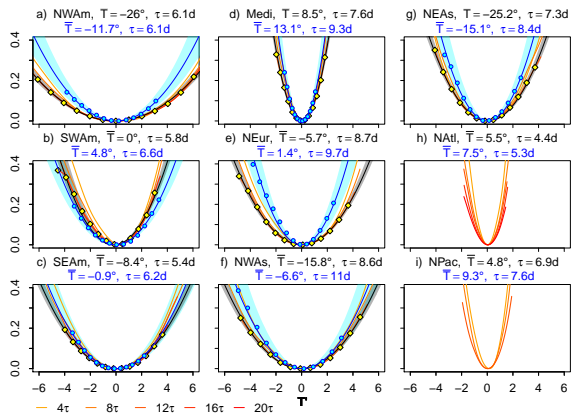 a) NWAm, T̅ = −26°, τ = 6.1d
T̅ = −11.7°, τ = 6.1d
d) Medi, T̅ = 8.5°, τ = 7.6d
T̅ = 13.1°, τ = 9.3d
g) NEAs, T̅ = −25.2°, τ = 7.3d
T̅ = −15.1°, τ = 8.4d
0.0 0.2 0.4
b) SWAm, T̅ = 0°, τ = 5.8d
T̅ = 4.8°, τ = 6.6d
e) NEur, T̅ = −5.7°, τ = 8.7d
T̅ = 1.4°, τ = 9.7d
h) NAtl, T̅ = 5.5°, τ = 4.4d
T̅ = 7.5°, τ = 5.3d
0.0 0.2 0.4
c) SEAm, T̅ = −8.4°, τ = 5.4d
T̅ = −0.9°, τ = 6.2d
f) NWAs, T̅ = −15.8°, τ = 8.6d
T̅ = −6.6°, τ = 11d
i) NPac, T̅ = 4.8°, τ = 6.9d
T̅ = 9.3°, τ = 7.6d
0.0 0.2 0.4
−6 −4 −2 0 2 4 6
−6 −4 −2 0 2 4 6
−6 −4 −2 0 2 4 6
4τ 8τ 12τ 16τ 20τ